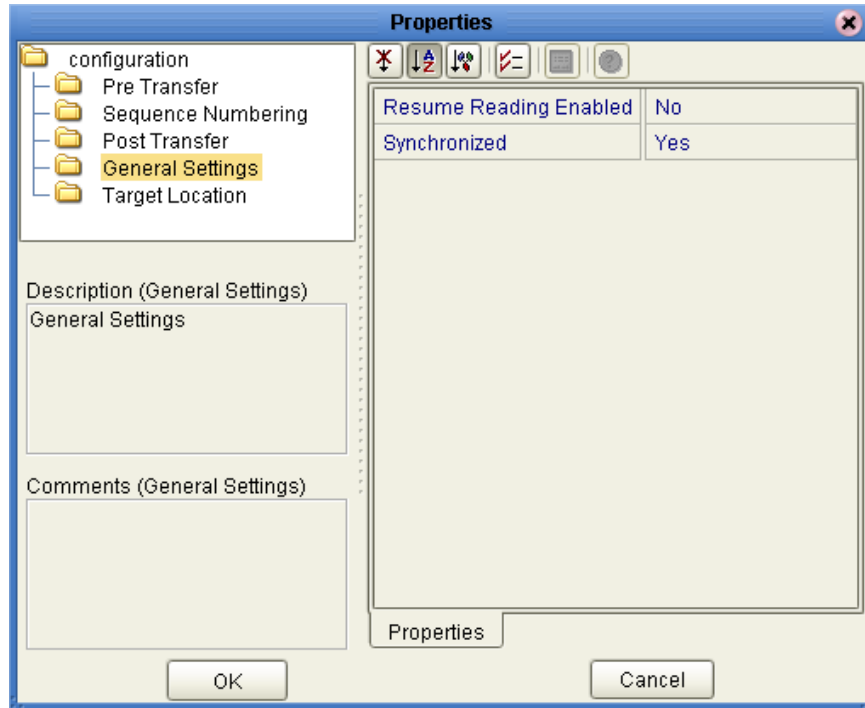 Properties
configuration
Pre Transfer
Sequence Numbering
Post Transfer
General Settings
Target Location
Description (General Settings)
General Settings
Comments (General Settings)
Resume Reading Enabled No
Synchronized Yes
Properties
OK
Cancel